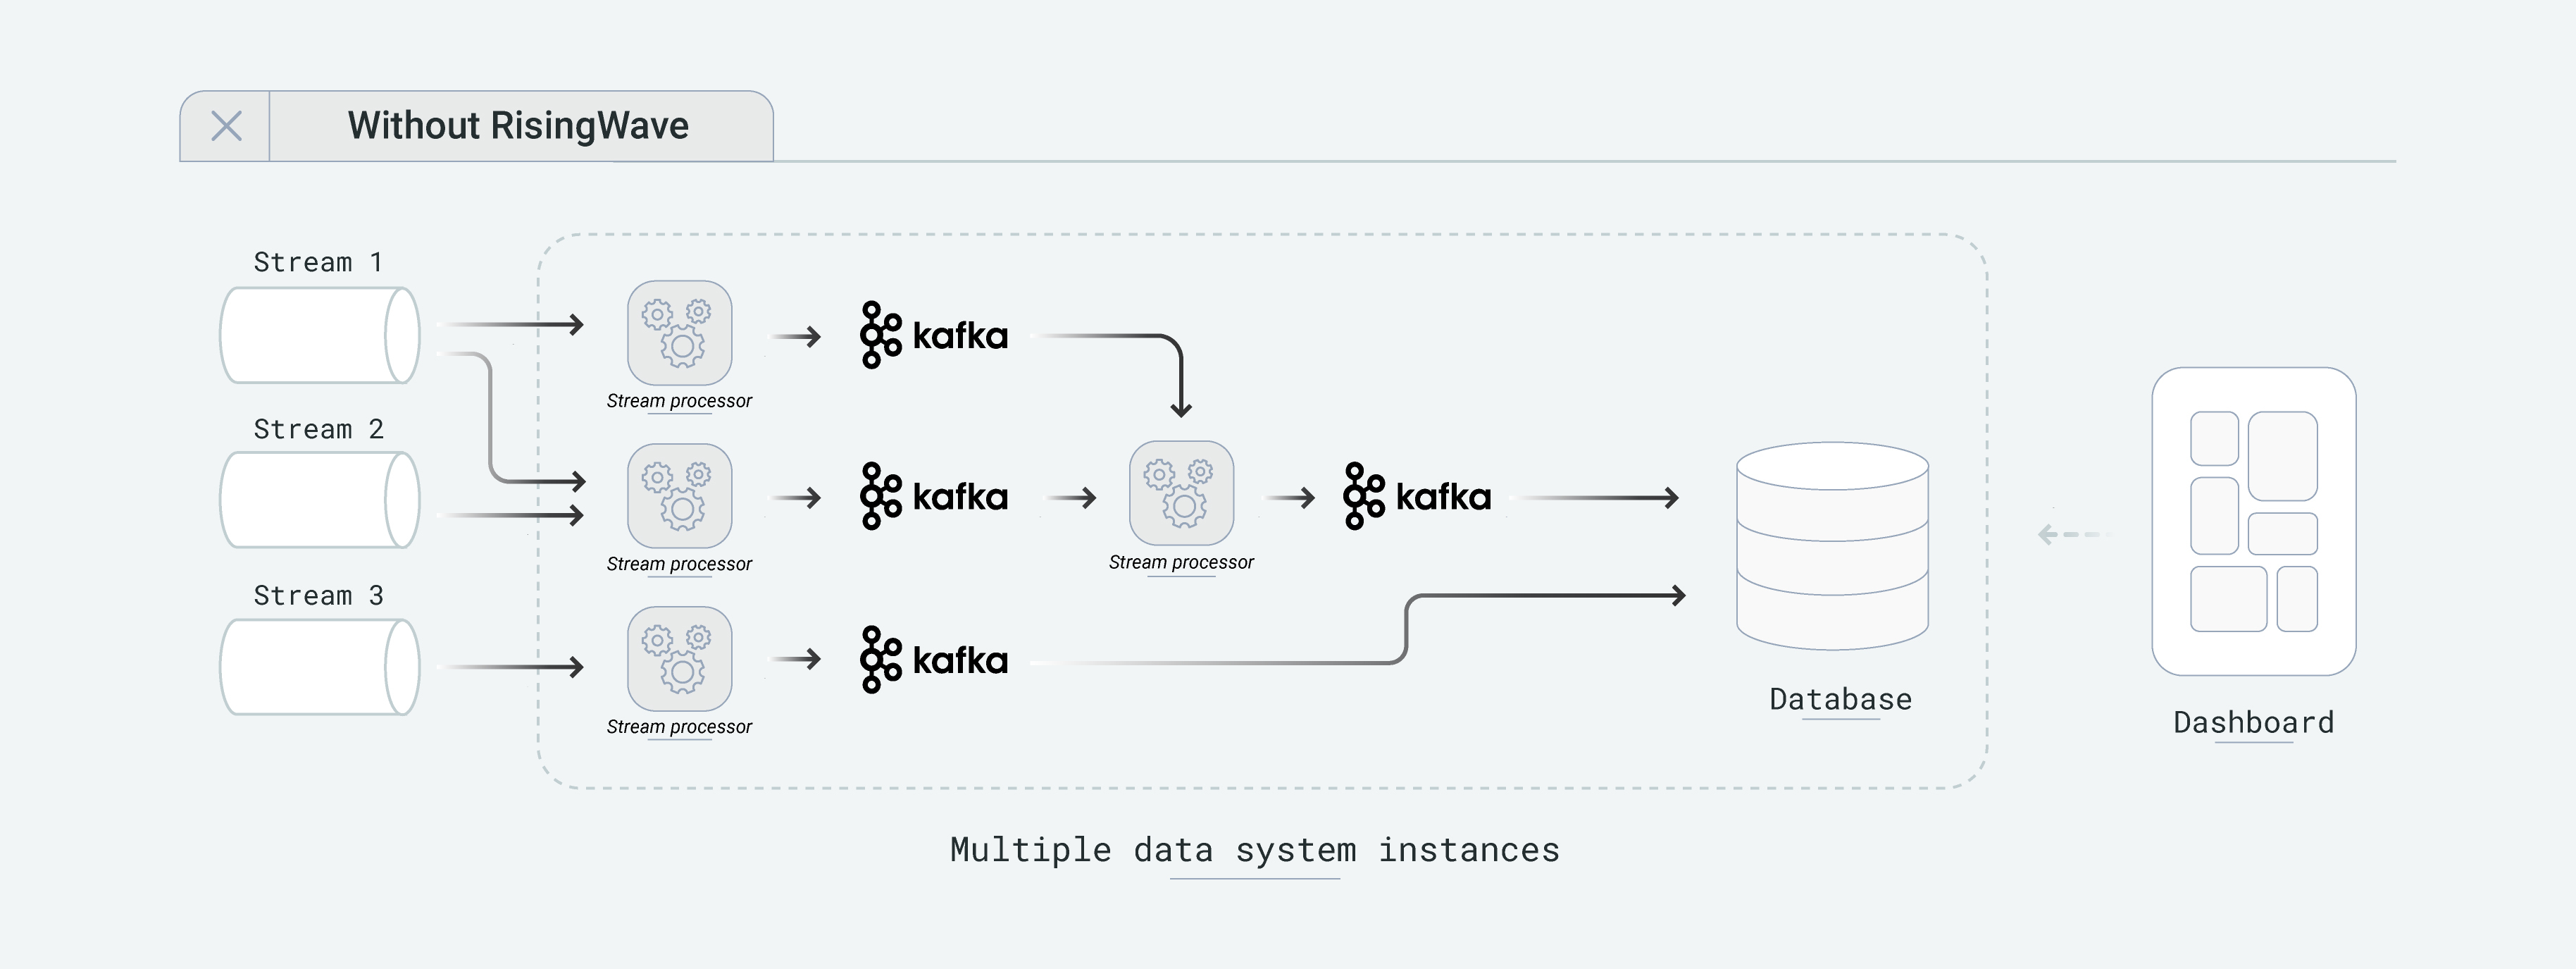 Without RisingWave
Stream 1
Stream processor
kafka
Stream 2
Stream processor
kafka
Stream processor
kafka
Stream 3
Stream processor
kafka
Database
Dashboard
Multiple data system instances